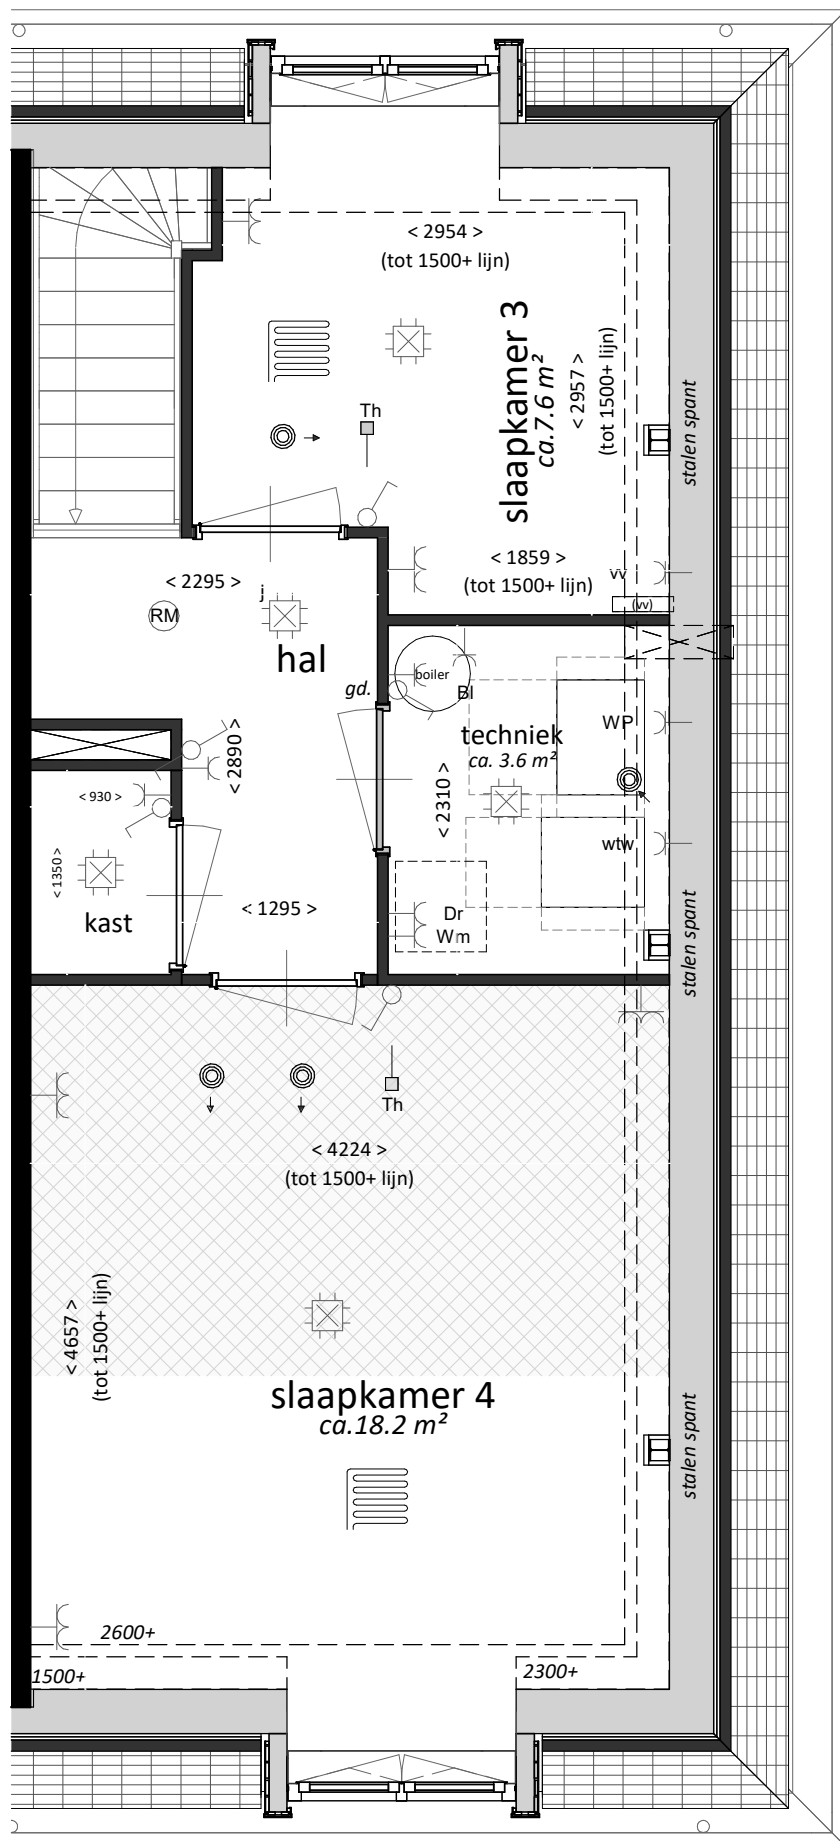 < 2954 >
(tot 1500+ lijn)
slaapkamer 3
ca.7.6 m²
< 2957 >
(tot 1500+ lijn)
stalen spant
Th
< 1859 >
(tot 1500+ lijn)
vv
(vv)
< 2295 >
j
RM
hal
gd.
boiler
BI
WP
techniek
ca. 3.6 m²
< 2890 >
< 2310 >
< 930 >
< 1350 >
wtw
kast
< 1295 >
Dr
Wm
stalen spant
Th
< 4224 >
(tot 1500+ lijn)
< 4657 >
(tot 1500+ lijn)
slaapkamer 4
ca.18.2 m²
stalen spant
2600+
1500+
2300+